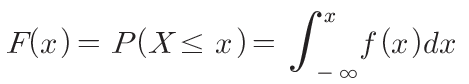 F(x) = P(X ≤ x) = ∫_{-∞}^{x} f(x)dx